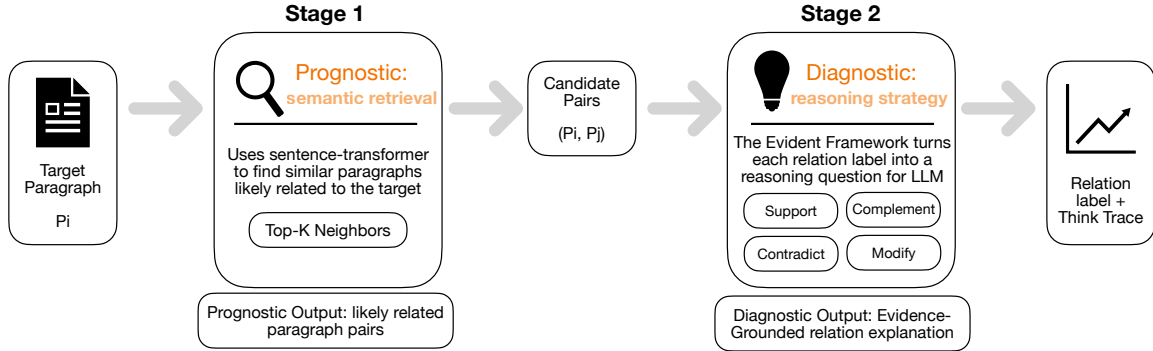 Stage 1
Stage 2
Target
Paragraph
Pi
Prognostic:
semantic retrieval
Uses sentence-transformer
to find similar paragraphs
likely related to the target
Top-K Neighbors
Prognostic Output: likely related
paragraph pairs
Candidate
Pairs
(Pi, Pj)
Diagnostic:
reasoning strategy
The Evident Framework turns
each relation label into a
reasoning question for LLM
Support
Complement
Contradict
Modify
Diagnostic Output: Evidence-
Grounded relation explanation
Relation
label +
Think Trace